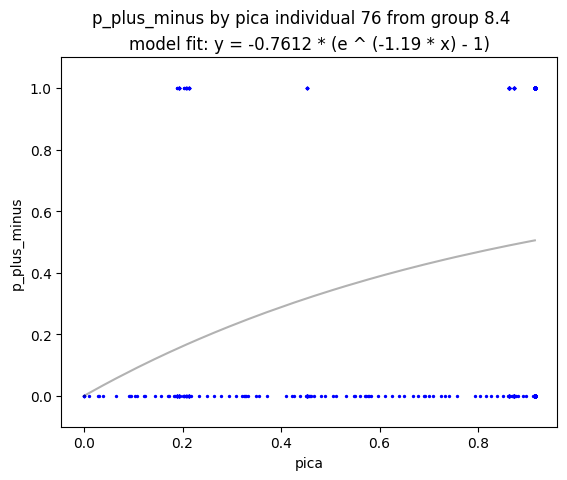 p_plus_minus by pica individual 76 from group 8.4
model fit: y = -0.7612 * (e ^ (-1.19 * x) - 1)
1.0
0.8
0.6
0.4
0.2
0.0
p_plus_minus
0.0 0.2 0.4 0.6 0.8
pica